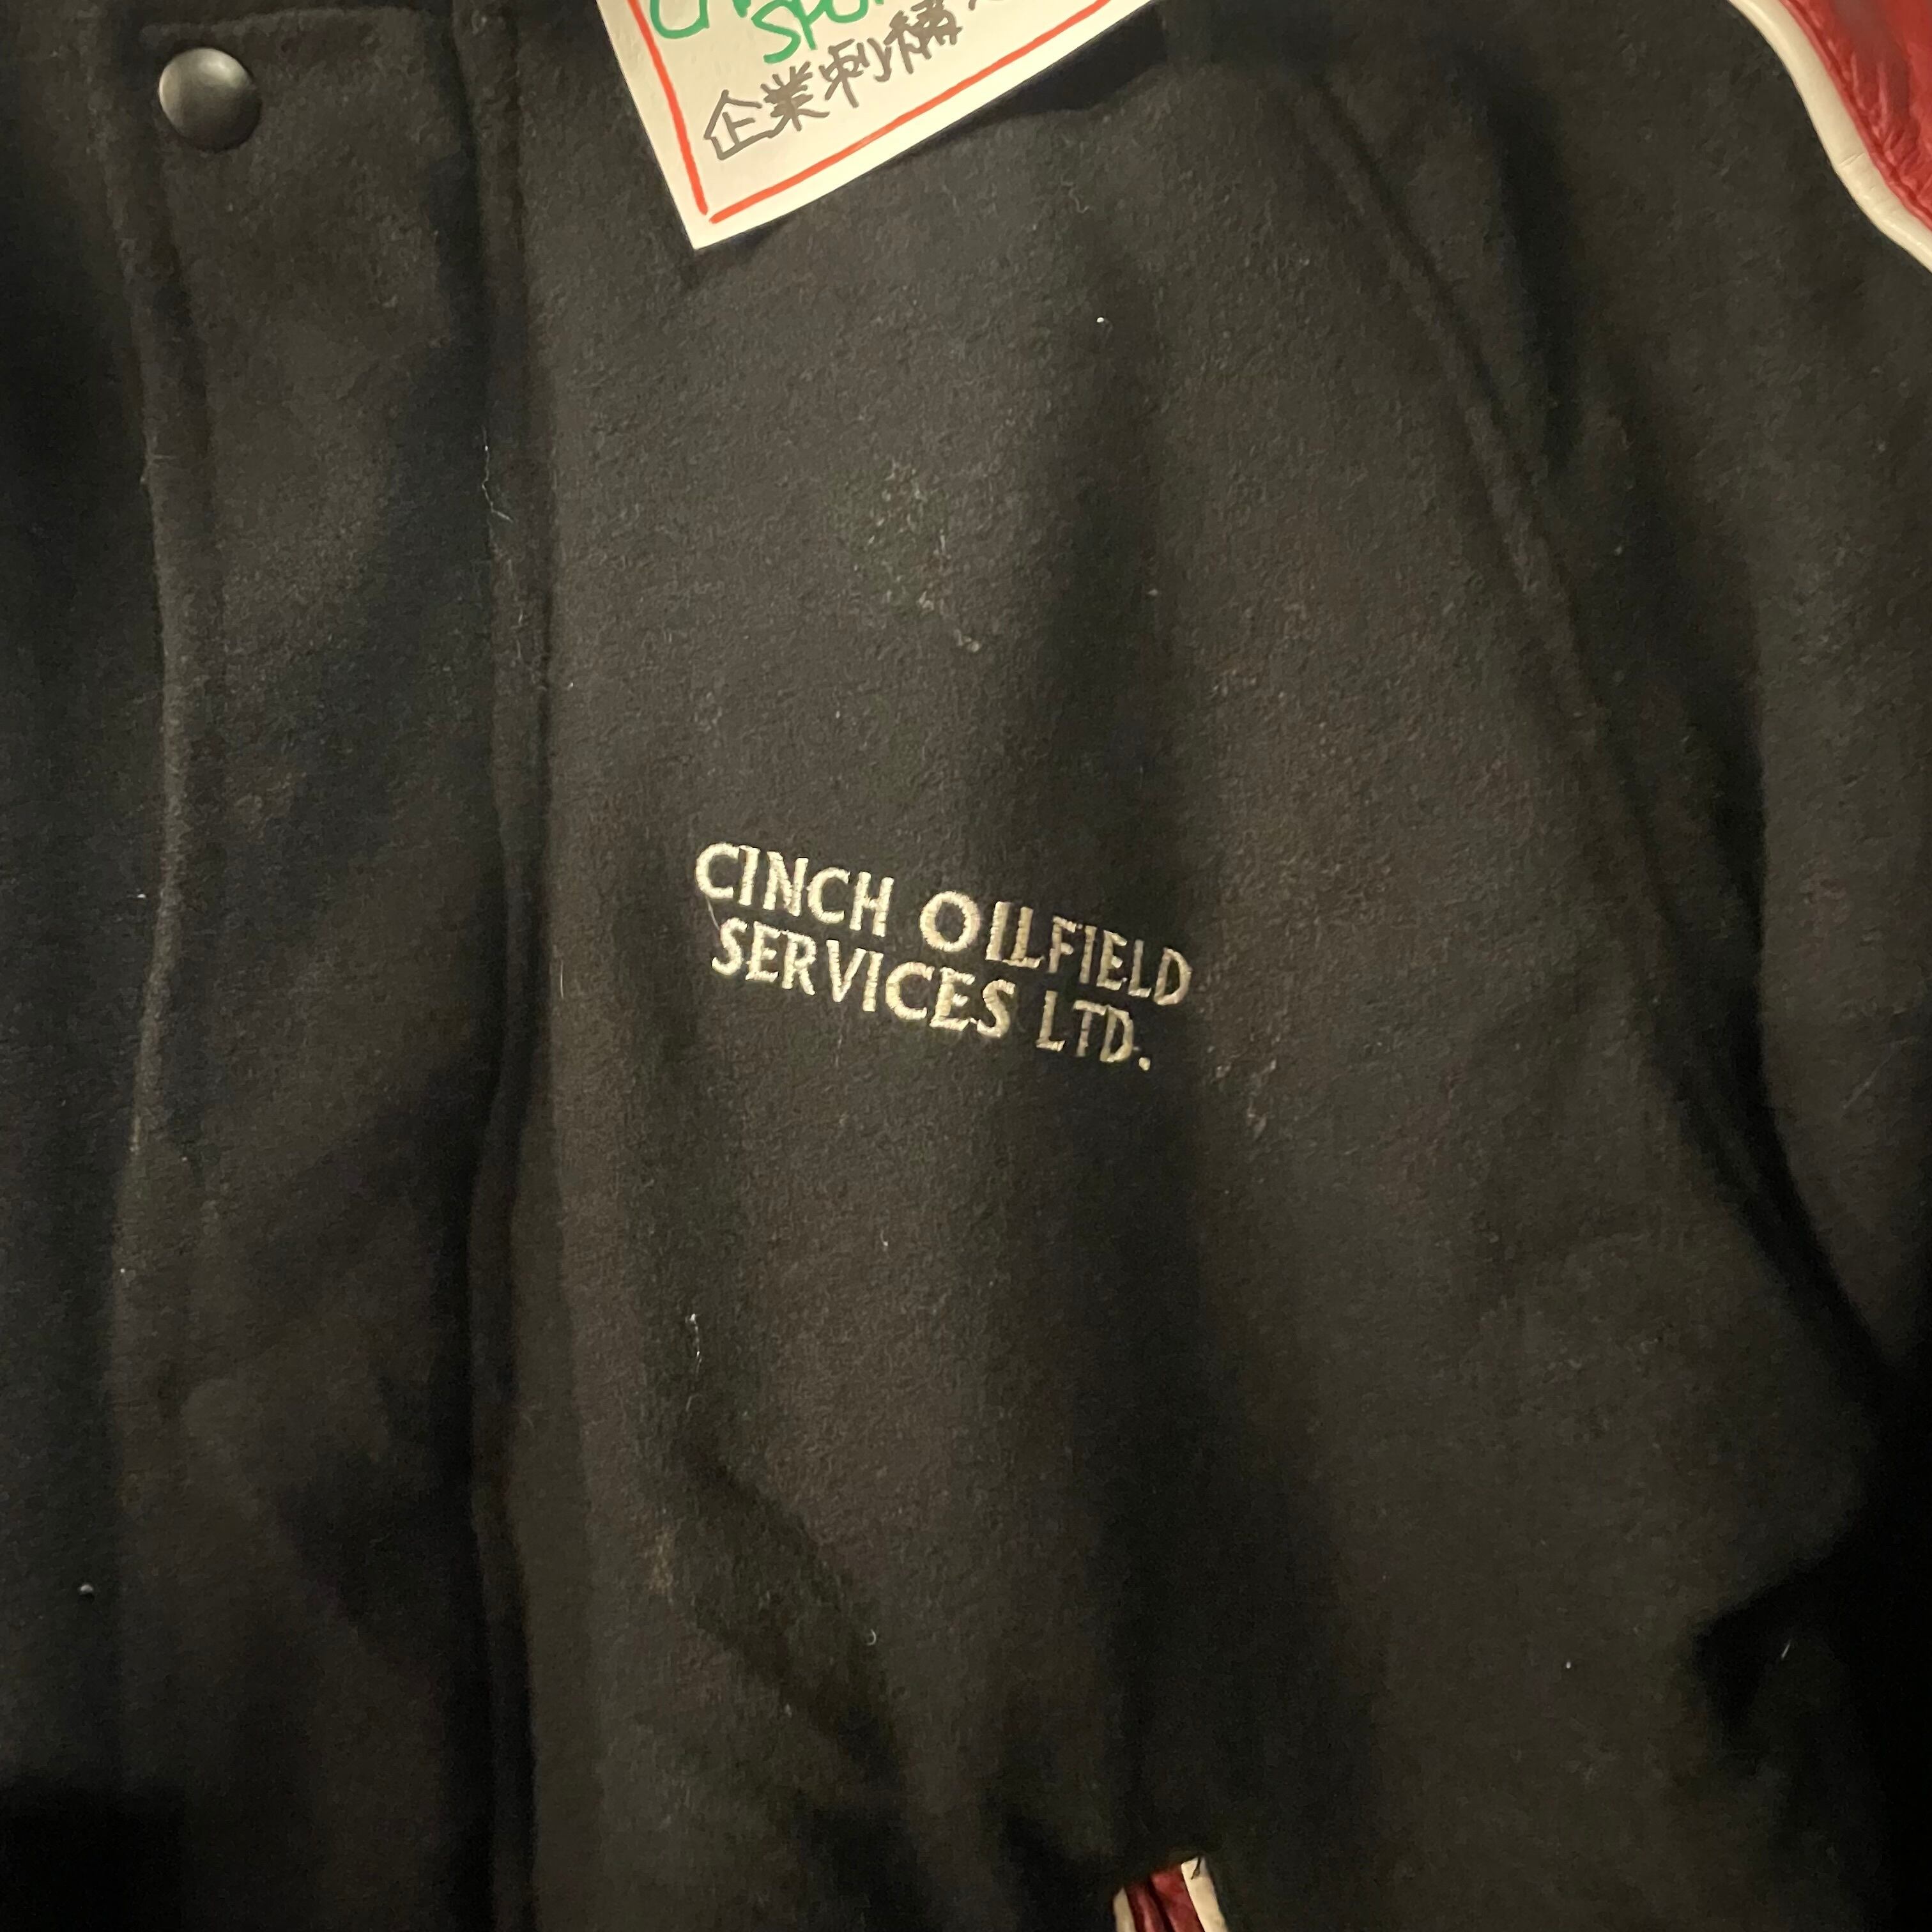 企業刺繍
CINCH OILFIELD
SERVICES LTD.